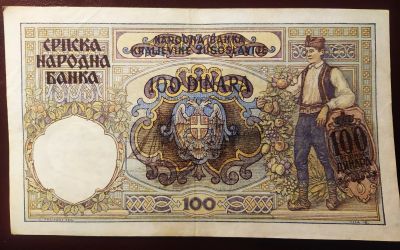 СРПСКА
НАРОДНА
БАНКА
NARODNA BANKA
KRALJEVINE JUGOSLAVIJE
100 DINARA
100
100
DINARA